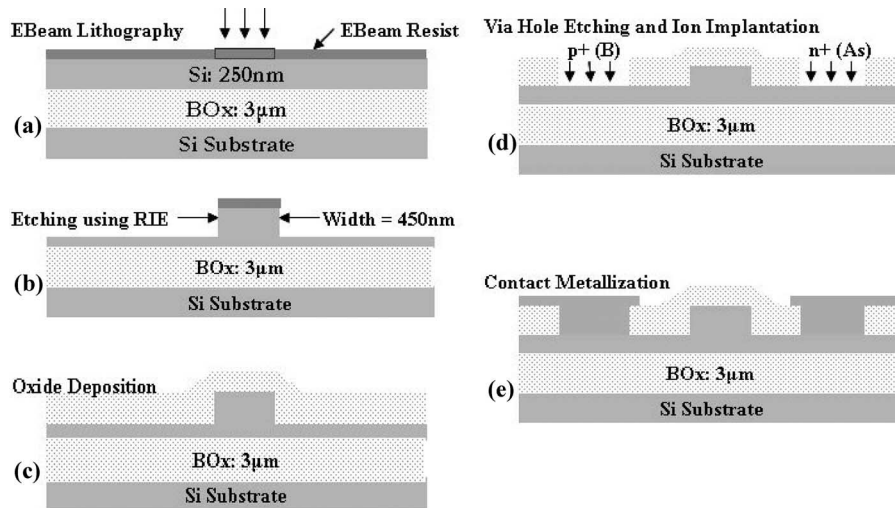 EBeam Lithography
EBeam Resist
Si: 250nm
BOx: 3µm
(a)
Si Substrate
Etching using RIE
Width = 450nm
BOx: 3µm
(b)
Si Substrate
Oxide Deposition
BOx: 3µm
(c)
Si Substrate
Via Hole Etching and Ion Implantation
p+ (B)
n+ (As)
BOx: 3µm
(d)
Si Substrate
Contact Metallization
BOx: 3µm
(e)
Si Substrate